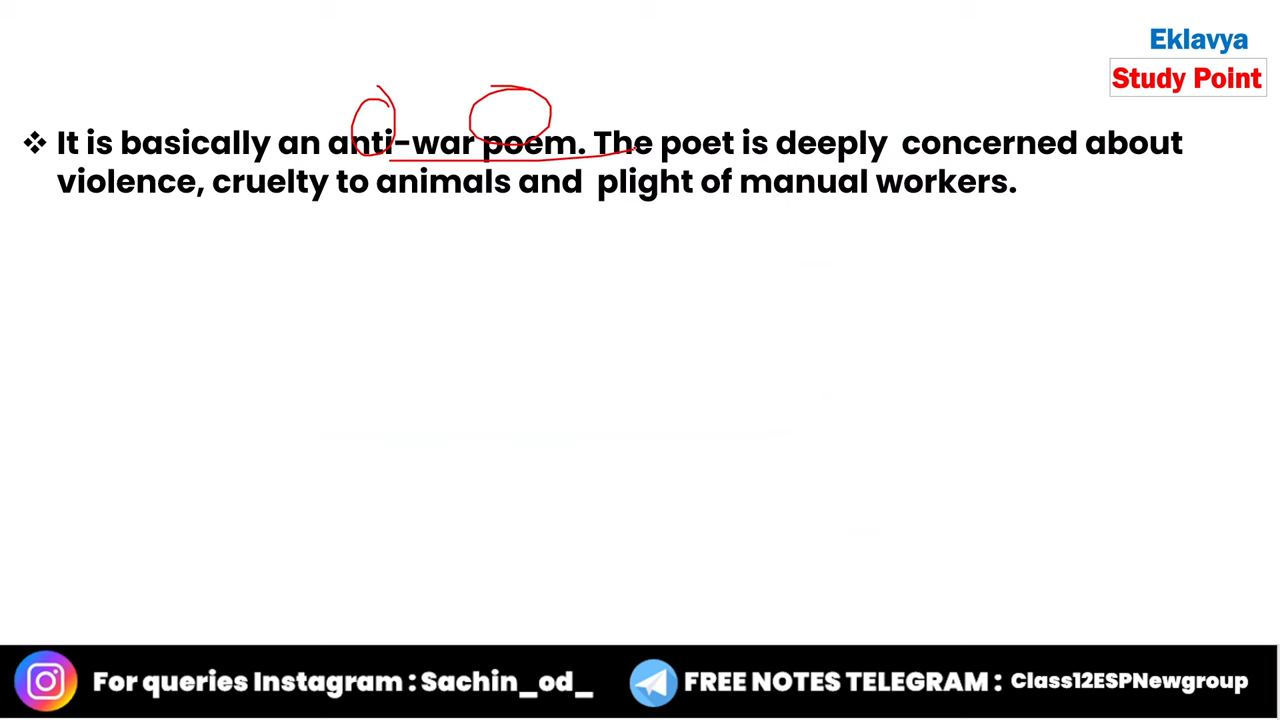 Eklavya
Study Point
❖ It is basically an anti-war poem. The poet is deeply concerned about
violence, cruelty to animals and plight of manual workers.
For queries Instagram : Sachin_od_
FREE NOTES TELEGRAM : Class12ESPNewgroup